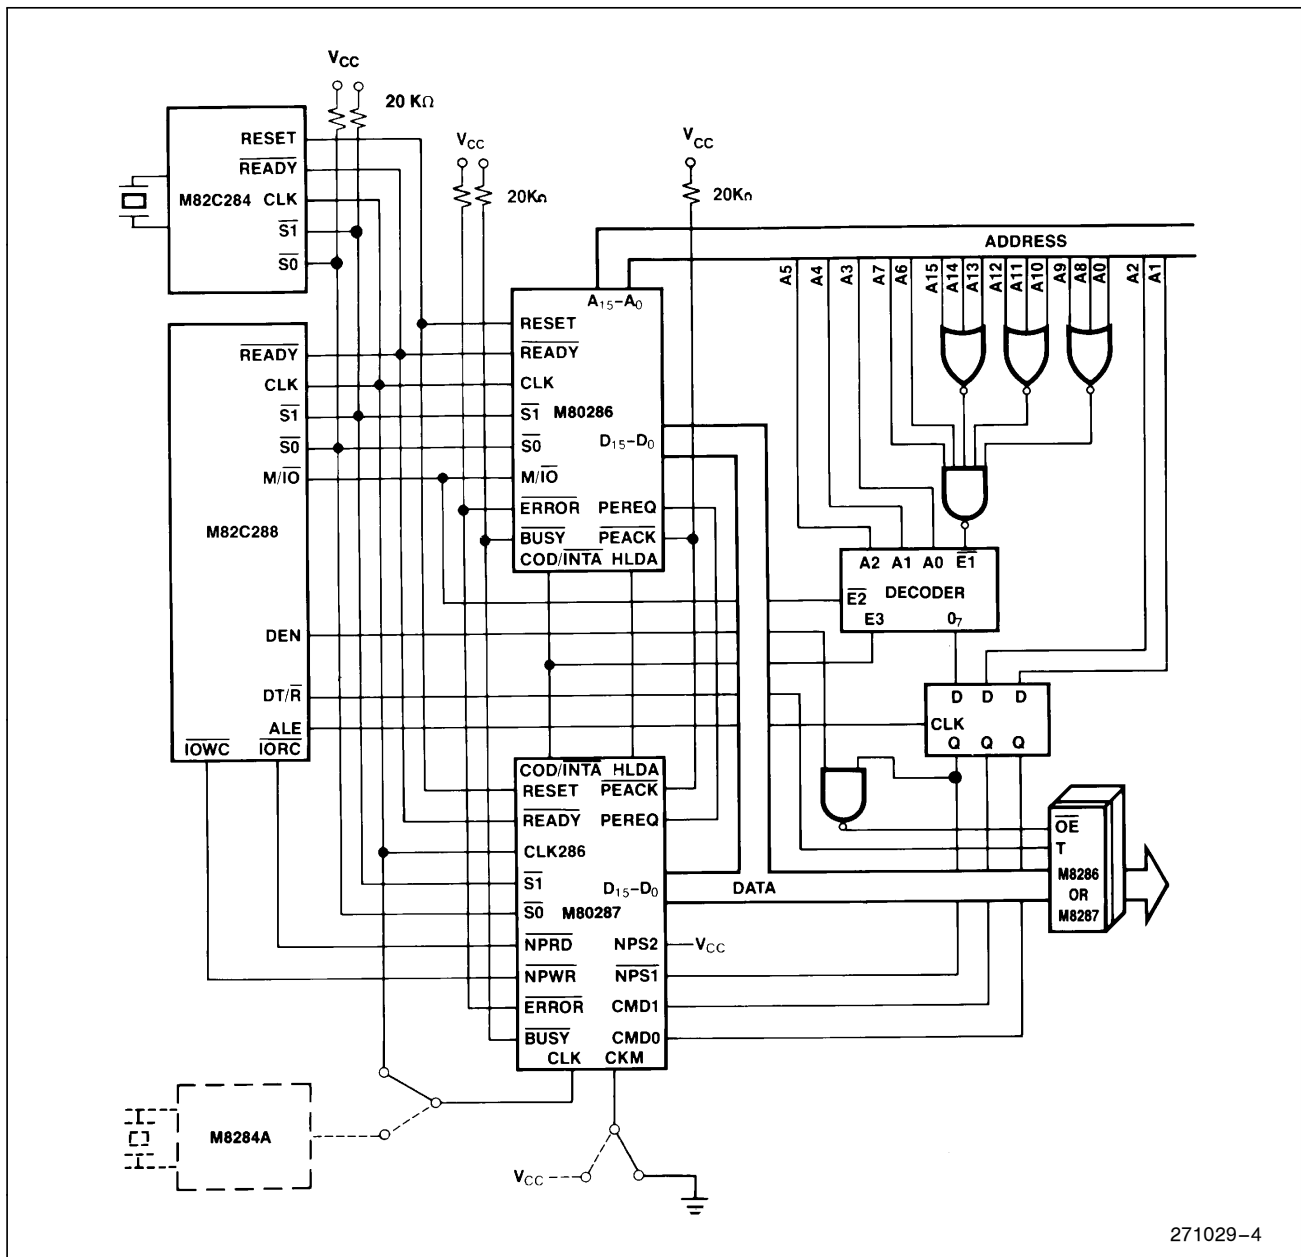 VCC
20 KΩ
VCC
20KΩ
VCC
20KΩ
RESET
READY
M82C284 CLK
S1
S0
ADDRESS
A5
A4
A3
A7
A6
A15
A14
A13
A12
A11
A10
A9
A8
A0
A2
A1
READY
CLK
S1
S0
M/IO
M82C288
DEN
DT/R
ALE
IOWC IORC
A15–A0
RESET
READY
CLK
S1 M80286
S0 D15–D0
M/IO
ERROR PEREQ
BUSY PEACK
COD/INTA HLDA
A2 A1 A0 E1
E2 DECODER
E3 07
D D D
CLK
Q Q Q
COD/INTA HLDA
RESET PEACK
READY PEREQ
CLK286
S1 D15–D0
S0 M80287
NPRD NPS2
NPWR NPS1
ERROR CMD1
BUSY CMD0
CLK CKM
DATA
VCC
OE
T
M8286
OR
M8287
M8284A
VCC
271029–4